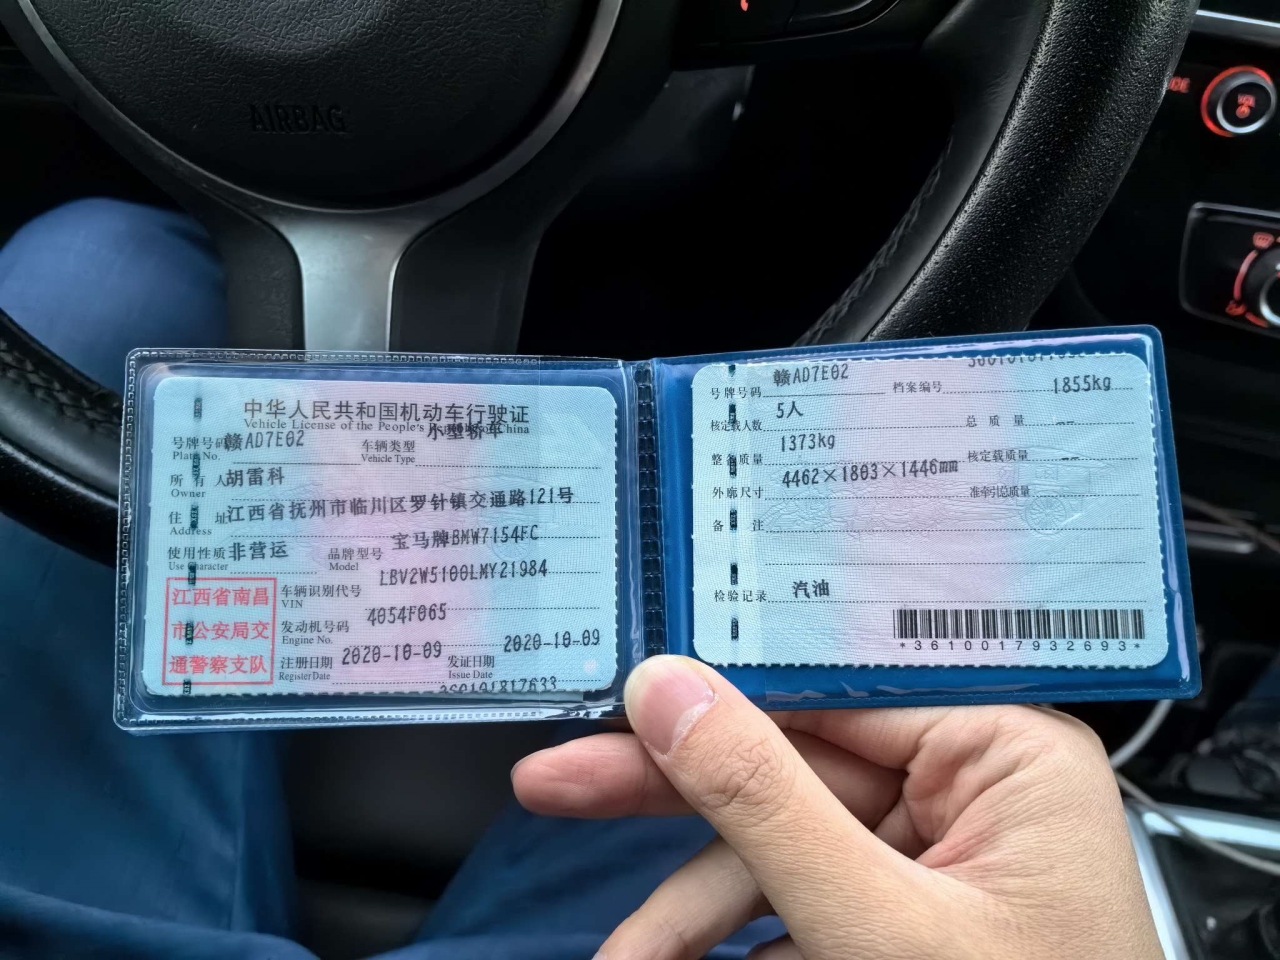 AIRBAG
中华人民共和国机动车行驶证
Vehicle License of the People's Republic of China
号牌号码 赣AD7E02 车辆类型 小型轿车
Plate No. Vehicle Type
所有人 胡雷科
Owner
住址 江西省抚州市临川区罗针镇交通路121号
Address
使用性质 非营运 品牌型号 宝马牌BMW7154FC
Use Character Model
车辆识别代号 LBV2W5100LMY21984
VIN
发动机号码 4054F065
Engine No.
注册日期 2020-10-09 发证日期 2020-10-09
Register Date Issue Date
江西省南昌
市公安局交
通警察支队
号牌号码 赣AD7E02 档案编号
核定载人数 5人 总质量 1855kg
整备质量 1373kg 核定载质量 --
外廓尺寸 4462×1803×1446mm 准牵引总质量 --
备注
检验记录 汽油
*3610017932693*
VOL